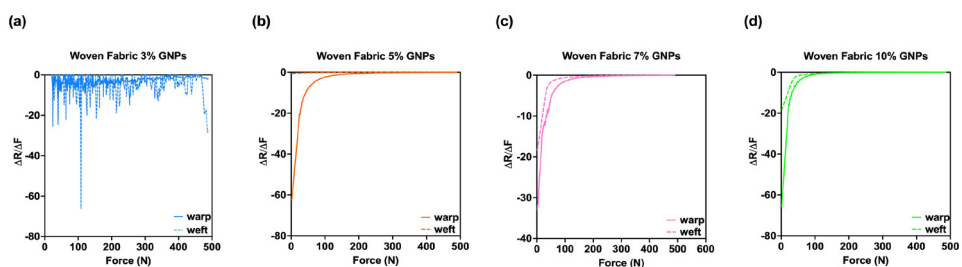 (a)
Woven Fabric 3% GNPs
0
-20
-40
-60
-80
ΔR/ΔF
0 100 200 300 400 500
Force (N)
warp
weft
(b)
Woven Fabric 5% GNPs
0
-20
-40
-60
-80
ΔR/ΔF
0 100 200 300 400 500
Force (N)
warp
weft
(c)
Woven Fabric 7% GNPs
0
-10
-20
-30
-40
ΔR/ΔF
0 100 200 300 400 500 600
Force (N)
warp
weft
(d)
Woven Fabric 10% GNPs
0
-20
-40
-60
-80
ΔR/ΔF
0 100 200 300 400 500
Force (N)
warp
weft